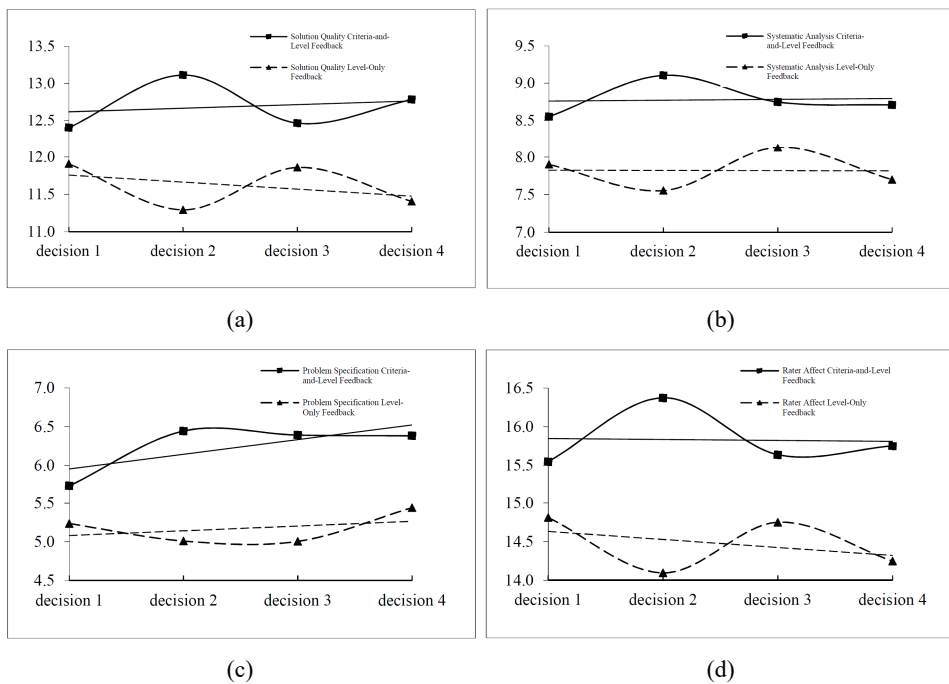 Solution Quality Criteria-and-
Level Feedback
Solution Quality Level-Only
Feedback
13.5
13.0
12.5
12.0
11.5
11.0
decision 1 decision 2 decision 3 decision 4
(a)
Systematic Analysis Criteria-
and-Level Feedback
Systematic Analysis Level-Only
Feedback
9.5
9.0
8.5
8.0
7.5
7.0
decision 1 decision 2 decision 3 decision 4
(b)
Problem Specification Criteria-
and-Level Feedback
Problem Specification Level-
Only Feedback
7.0
6.5
6.0
5.5
5.0
4.5
decision 1 decision 2 decision 3 decision 4
(c)
Rater Affect Criteria-and-Level
Feedback
Rater Affect Level-Only
Feedback
16.5
16.0
15.5
15.0
14.5
14.0
decision 1 decision 2 decision 3 decision 4
(d)